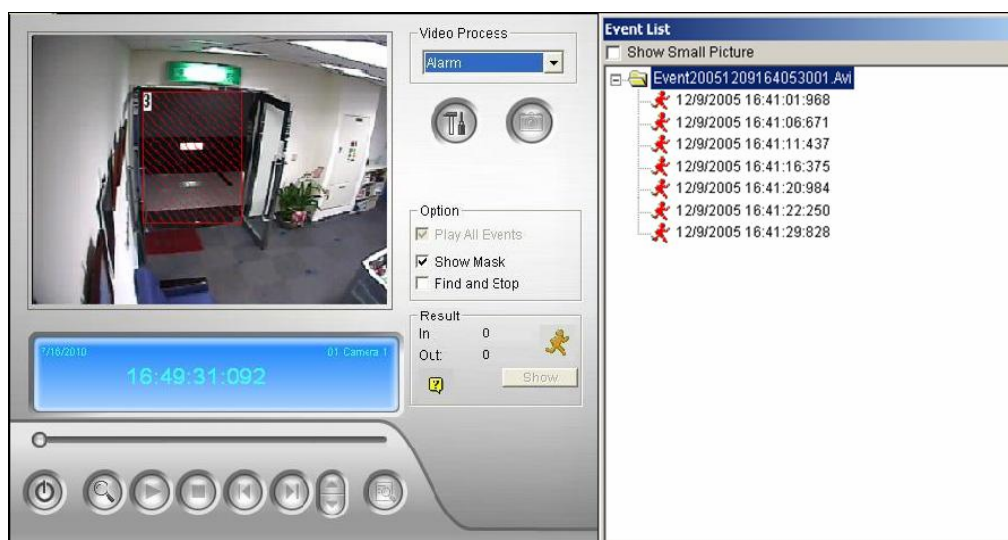 3
7/16/2010
01 Camera 1
16:49:31:092
Video Process
Alarm
Option
Play All Events
Show Mask
Find and Stop
Result
In 0
Out: 0
Show
Event List
Show Small Picture
Event20051209164053001.Avi
12/9/2005 16:41:01:968
12/9/2005 16:41:06:671
12/9/2005 16:41:11:437
12/9/2005 16:41:16:375
12/9/2005 16:41:20:984
12/9/2005 16:41:22:250
12/9/2005 16:41:29:828